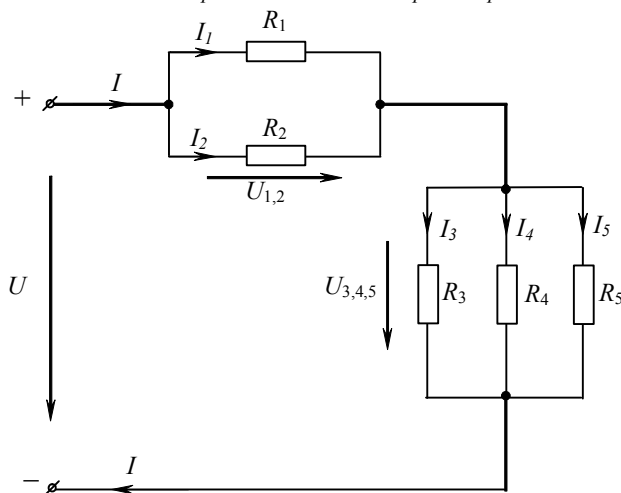 I₁ R₁
+ I
I₂ R₂
U₁,₂
I₃ I₄ I₅
U U₃,₄,₅ R₃ R₄ R₅
– I